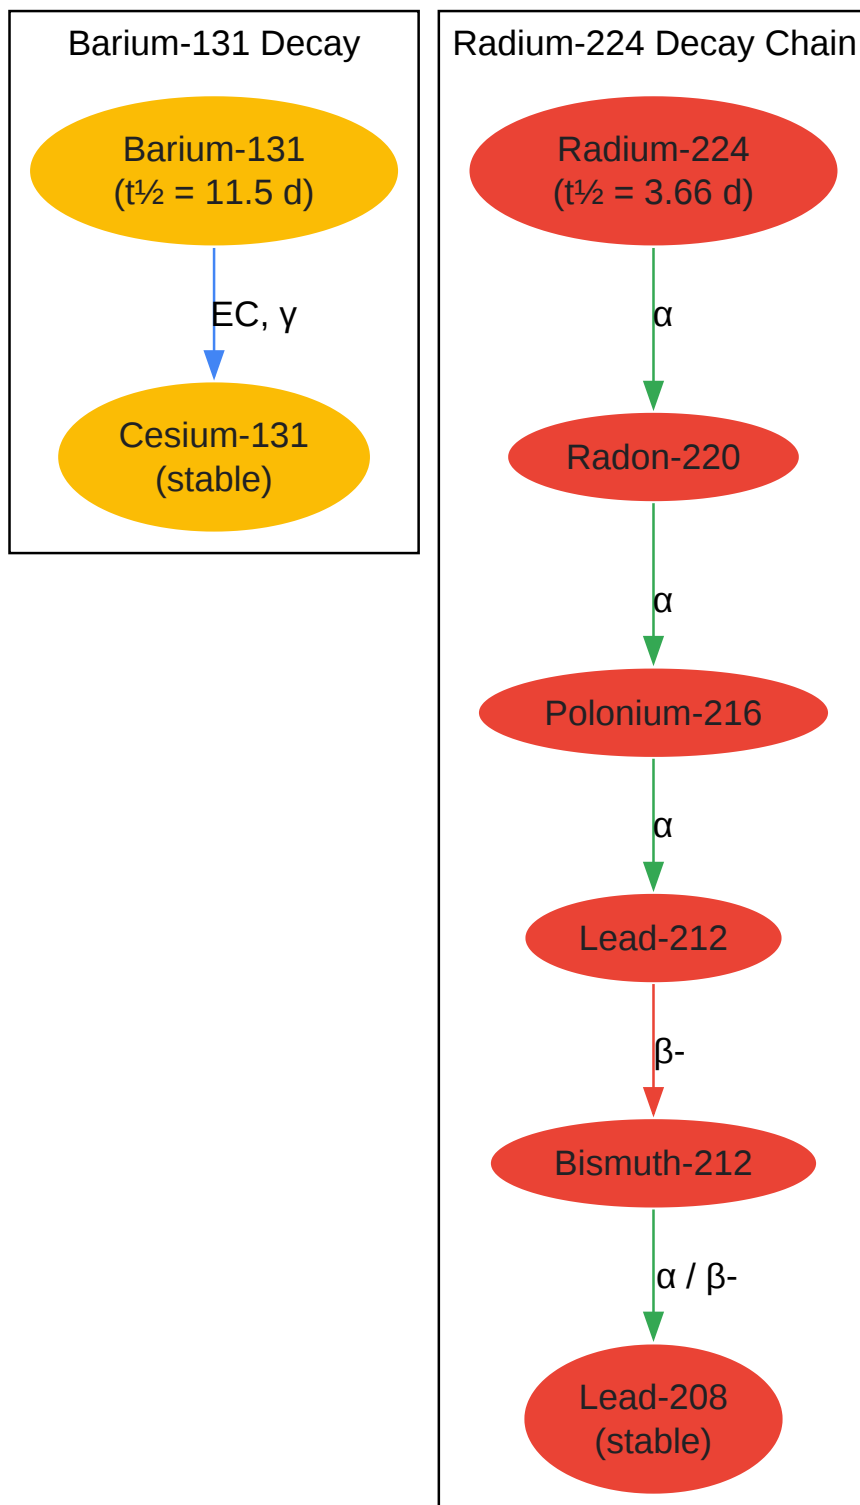 Barium-131 Decay
Barium-131
(t½ = 11.5 d)
EC, γ
Cesium-131
(stable)
Radium-224 Decay Chain
Radium-224
(t½ = 3.66 d)
α
Radon-220
α
Polonium-216
α
Lead-212
β-
Bismuth-212
α / β-
Lead-208
(stable)